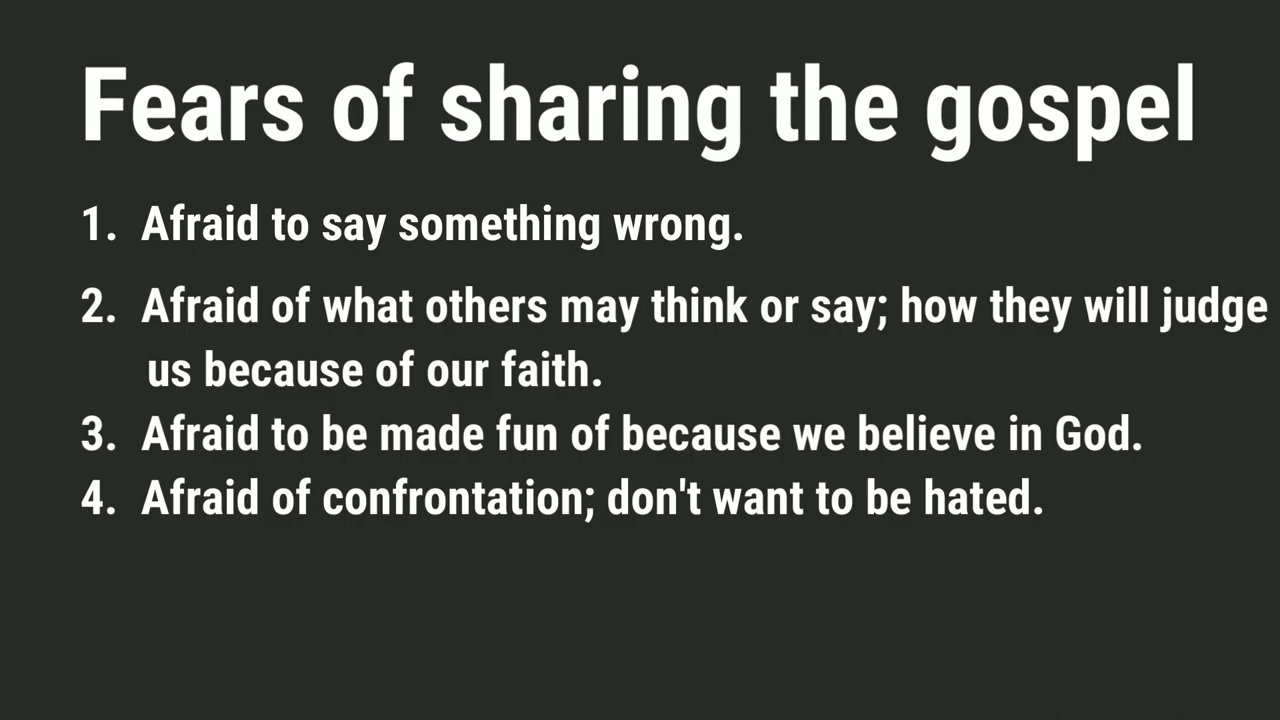 Fears of sharing the gospel
1. Afraid to say something wrong.
2. Afraid of what others may think or say; how they will judge
us because of our faith.
3. Afraid to be made fun of because we believe in God.
4. Afraid of confrontation; don't want to be hated.